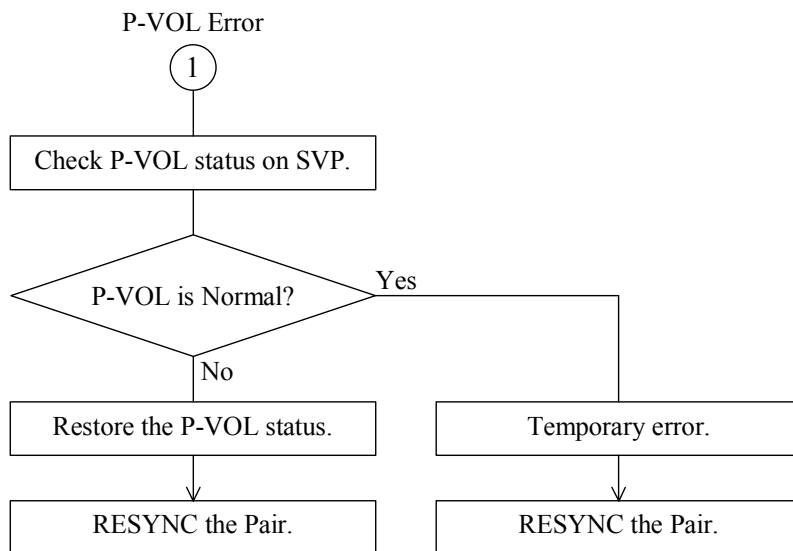 P-VOL Error
1
Check P-VOL status on SVP.
P-VOL is Normal?
Yes
No
Restore the P-VOL status.
Temporary error.
RESYNC the Pair.
RESYNC the Pair.